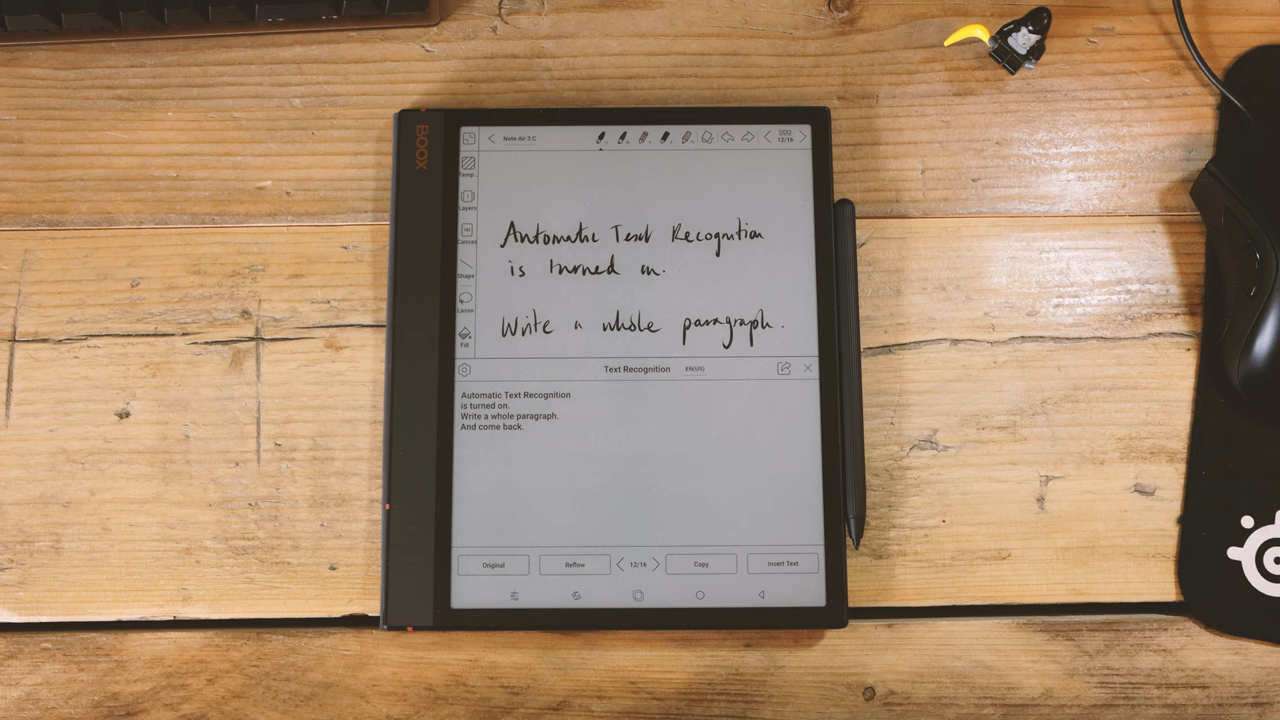 BOOX
Note Air 3 C
12/16
Temp..
Layers
Canvas
Shape
Lasso
Fill
Automatic Text Recognition
is turned on.
Write a whole paragraph.
Text Recognition EN(US)
Automatic Text Recognition
is turned on.
Write a whole paragraph.
And come back.
Original Reflow 12/16 Copy Insert Text